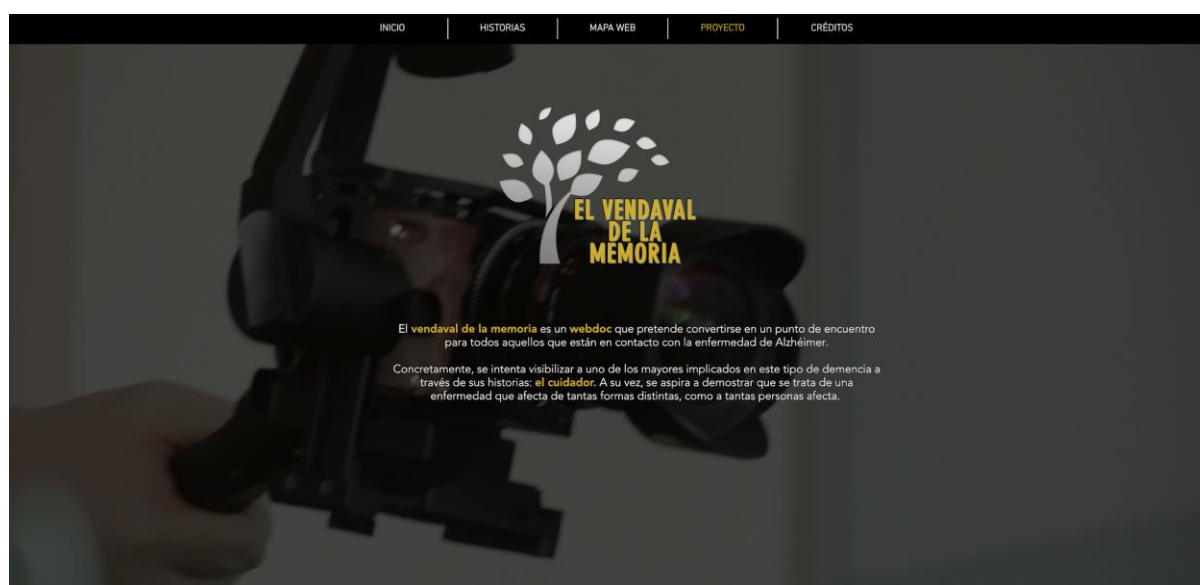 INICIO
HISTORIAS
MAPA WEB
PROYECTO
CRÉDITOS
EL VENDAVAL
DE LA
MEMORIA
El vendaval de la memoria es un webdoc que pretende convertirse en un punto de encuentro
para todos aquellos que están en contacto con la enfermedad de Alzhéimer.
Concretamente, se intenta visibilizar a uno de los mayores implicados en este tipo de demencia a
través de sus historias: el cuidador. A su vez, se aspira a demostrar que se trata de una
enfermedad que afecta de tantas formas distintas, como a tantas personas afecta.